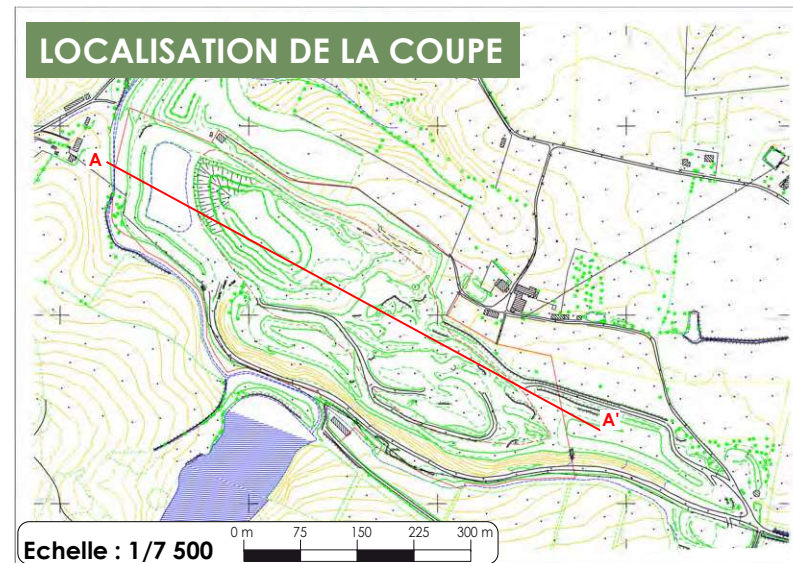 LOCALISATION DE LA COUPE
A
A'
Echelle : 1/7 500
0 m 75 150 225 300 m